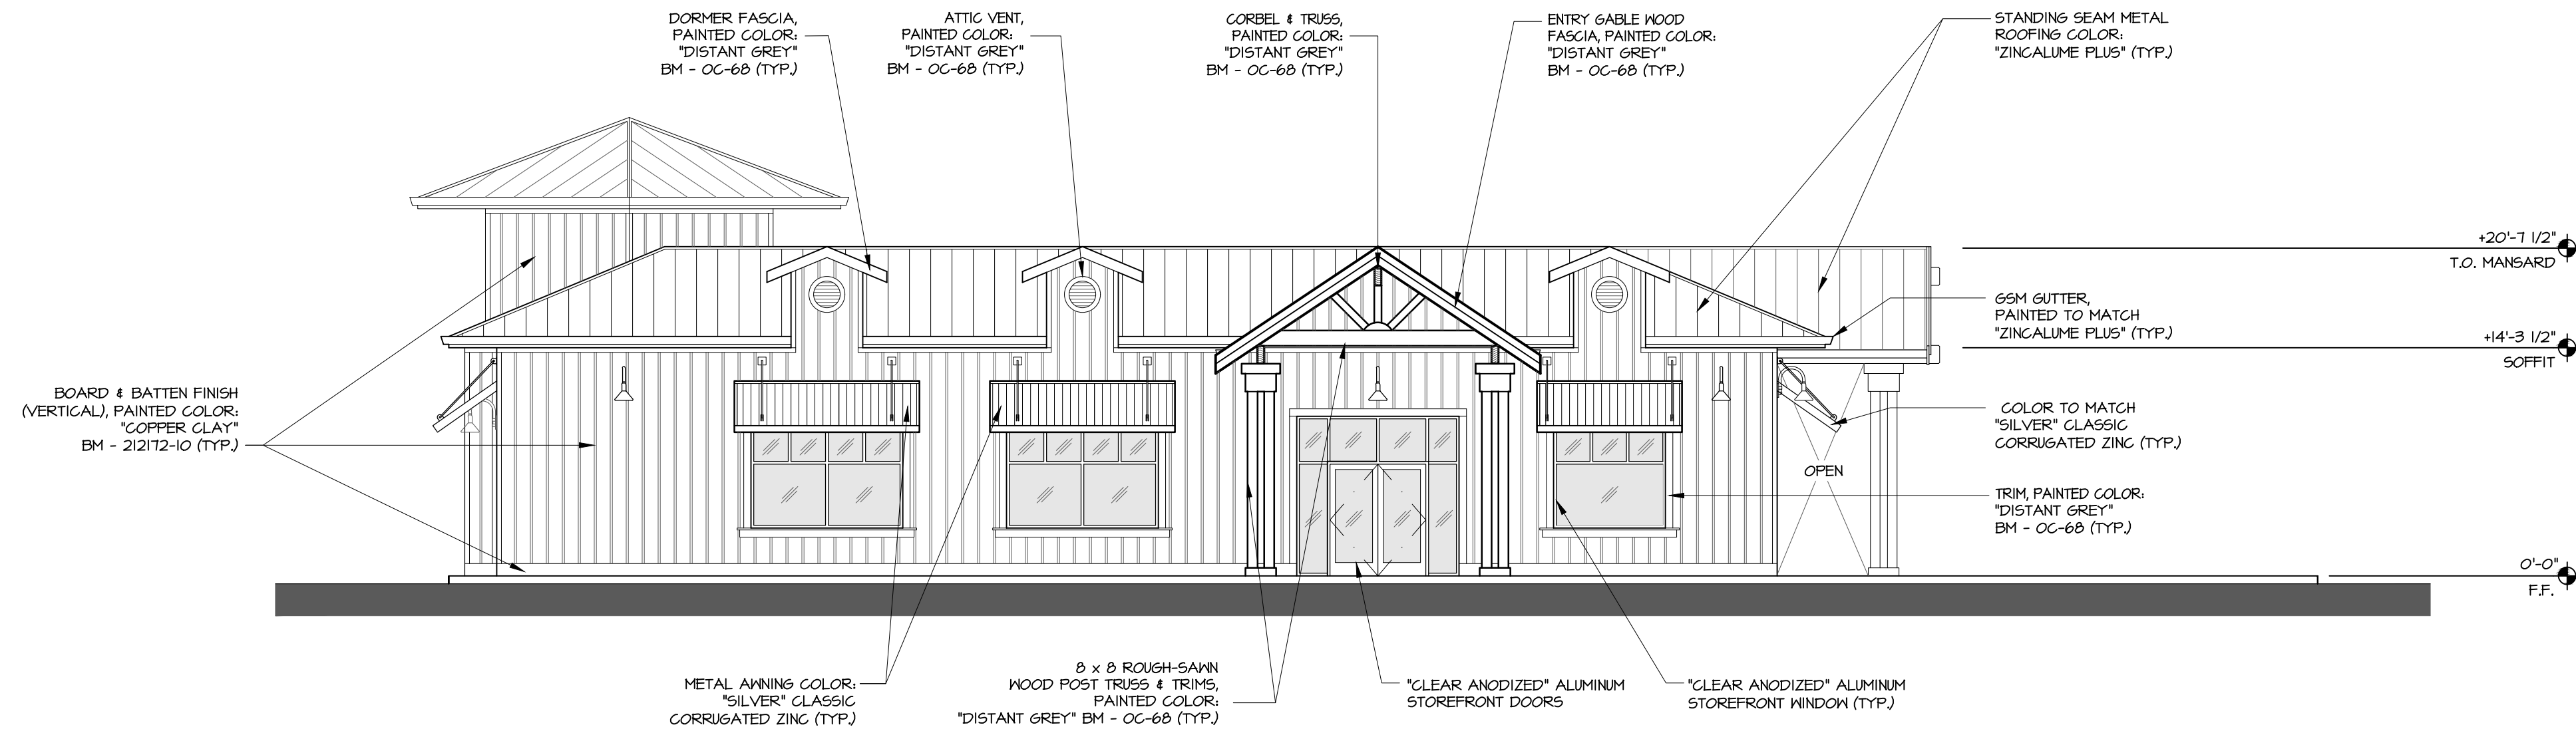 DORMER FASCIA,
PAINTED COLOR:
"DISTANT GREY"
BM - OC-68 (TYP.)
ATTIC VENT,
PAINTED COLOR:
"DISTANT GREY"
BM - OC-68 (TYP.)
CORBEL & TRUSS,
PAINTED COLOR:
"DISTANT GREY"
BM - OC-68 (TYP.)
ENTRY GABLE WOOD
FASCIA, PAINTED COLOR:
"DISTANT GREY"
BM - OC-68 (TYP.)
STANDING SEAM METAL
ROOFING COLOR:
"ZINCALUME PLUS" (TYP.)
+20'-7 1/2"
T.O. MANSARD
GSM GUTTER,
PAINTED TO MATCH
"ZINCALUME PLUS" (TYP.)
+14'-3 1/2"
SOFFIT
BOARD & BATTEN FINISH
(VERTICAL), PAINTED COLOR:
"COPPER CLAY"
BM - 212172-10 (TYP.)
COLOR TO MATCH
"SILVER" CLASSIC
CORRUGATED ZINC (TYP.)
OPEN
TRIM, PAINTED COLOR:
"DISTANT GREY"
BM - OC-68 (TYP.)
0'-0"
F.F.
METAL AWNING COLOR:
"SILVER" CLASSIC
CORRUGATED ZINC (TYP.)
8 x 8 ROUGH-SAWN
WOOD POST TRUSS & TRIMS,
PAINTED COLOR:
"DISTANT GREY" BM - OC-68 (TYP.)
"CLEAR ANODIZED" ALUMINUM
STOREFRONT DOORS
"CLEAR ANODIZED" ALUMINUM
STOREFRONT WINDOW (TYP.)